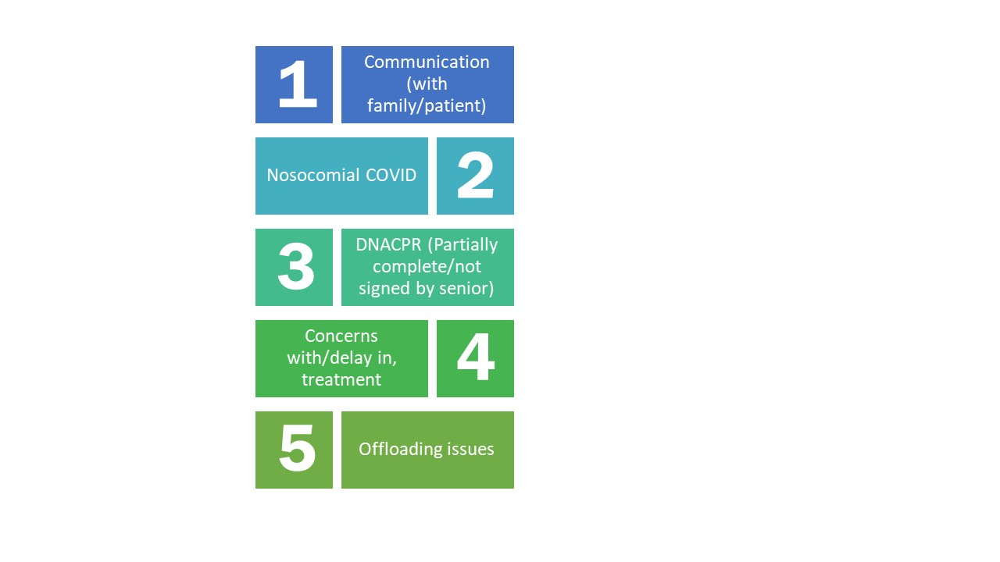 1
Communication
(with
family/patient)
Nosocomial COVID
2
3
DNACPR (Partially
complete/not
signed by senior)
Concerns
with/delay in,
treatment
4
5
Offloading issues